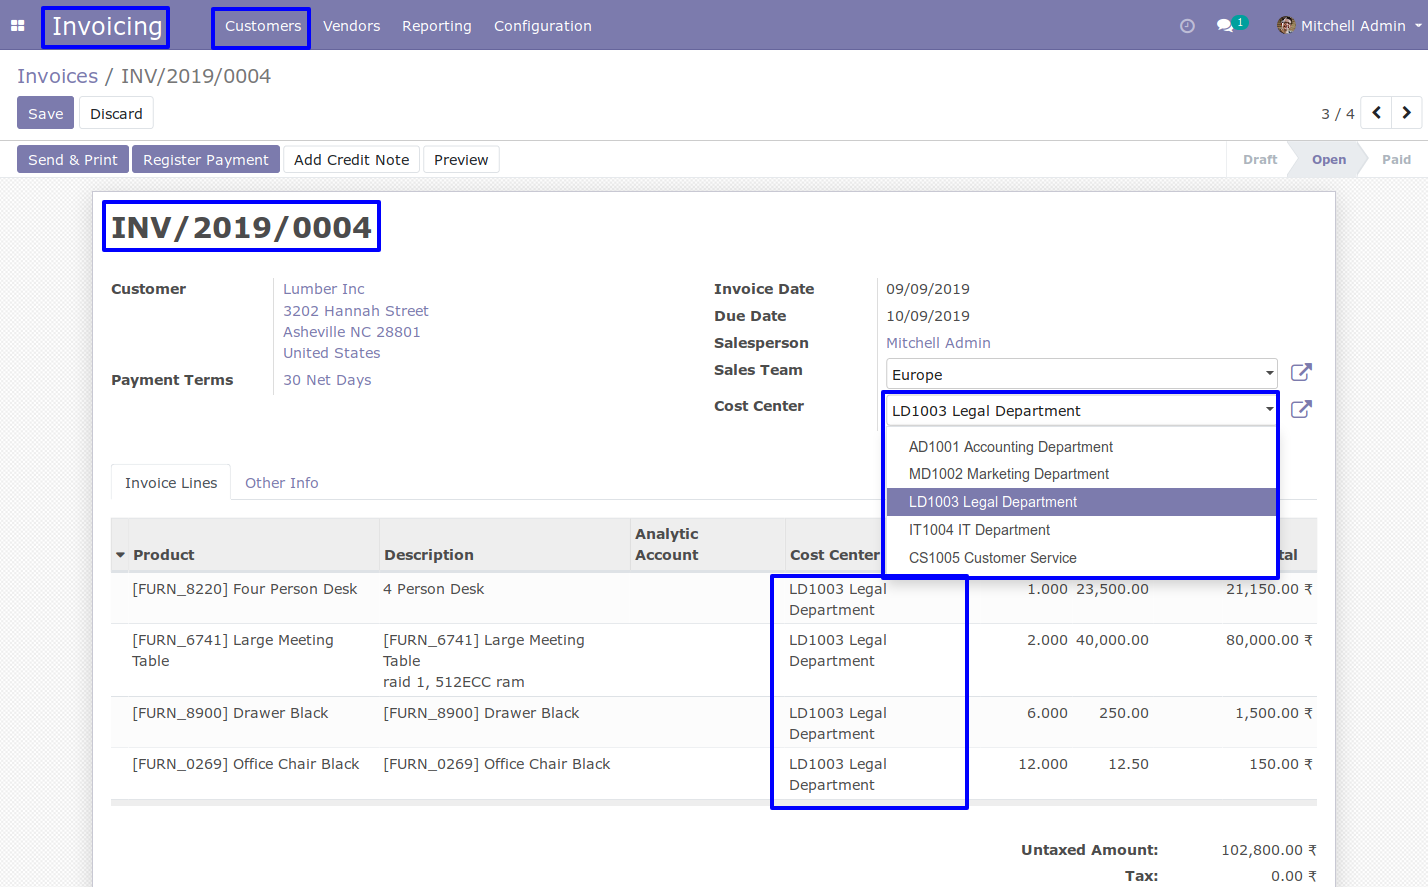 Invoicing Customers Vendors Reporting Configuration 1 Mitchell Admin
Invoices / INV/2019/0004
Save Discard 3 / 4
Send & Print Register Payment Add Credit Note Preview Draft Open Paid
INV/2019/0004
Customer Lumber Inc
3202 Hannah Street
Asheville NC 28801
United States
Payment Terms 30 Net Days
Invoice Date 09/09/2019
Due Date 10/09/2019
Salesperson Mitchell Admin
Sales Team Europe
Cost Center LD1003 Legal Department
AD1001 Accounting Department
MD1002 Marketing Department
LD1003 Legal Department
IT1004 IT Department
CS1005 Customer Service
Invoice Lines Other Info
Analytic
Product Description Account Cost Center tal
[FURN_8220] Four Person Desk 4 Person Desk LD1003 Legal 1.000 23,500.00 21,150.00 ₹
Department
[FURN_6741] Large Meeting [FURN_6741] Large Meeting LD1003 Legal 2.000 40,000.00 80,000.00 ₹
Table Table Department
raid 1, 512ECC ram
[FURN_8900] Drawer Black [FURN_8900] Drawer Black LD1003 Legal 6.000 250.00 1,500.00 ₹
Department
[FURN_0269] Office Chair Black [FURN_0269] Office Chair Black LD1003 Legal 12.000 12.50 150.00 ₹
Department
Untaxed Amount: 102,800.00 ₹
Tax: 0.00 ₹